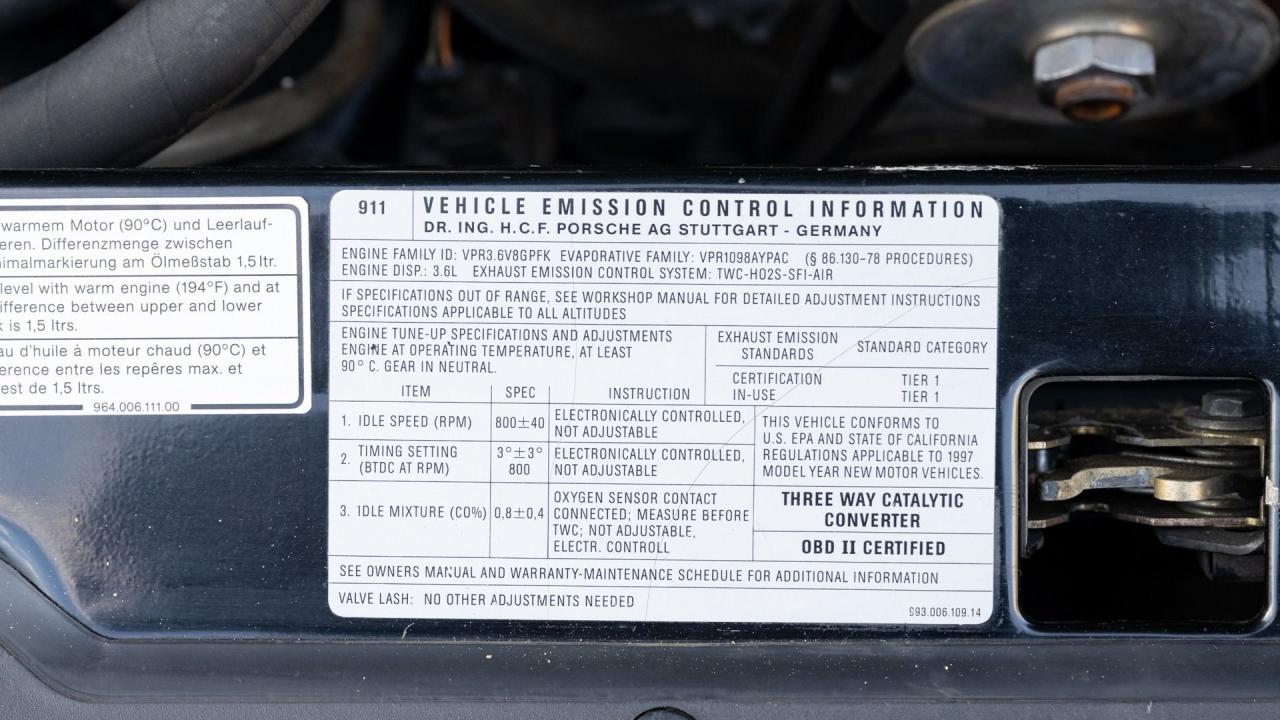 warmem Motor (90°C) und Leerlauf-
eren. Differenzmenge zwischen
nimalmarkierung am Ölmeßstab 1,5 ltr.
level with warm engine (194°F) and at
ifference between upper and lower
k is 1,5 ltrs.
au d'huile à moteur chaud (90°C) et
erence entre les repêres max. et
est de 1,5 ltrs.
964.006.111.00
911
VEHICLE EMISSION CONTROL INFORMATION
DR. ING. H.C.F. PORSCHE AG STUTTGART - GERMANY
ENGINE FAMILY ID: VPR3.6V8GPFK EVAPORATIVE FAMILY: VPR1098AYPAC (§ 86.130-78 PROCEDURES)
ENGINE DISP.: 3.6L EXHAUST EMISSION CONTROL SYSTEM: TWC-HO2S-SFI-AIR
IF SPECIFICATIONS OUT OF RANGE, SEE WORKSHOP MANUAL FOR DETAILED ADJUSTMENT INSTRUCTIONS
SPECIFICATIONS APPLICABLE TO ALL ALTITUDES
ENGINE TUNE-UP SPECIFICATIONS AND ADJUSTMENTS
ENGINE AT OPERATING TEMPERATURE, AT LEAST
90° C. GEAR IN NEUTRAL.
ITEM SPEC INSTRUCTION
1. IDLE SPEED (RPM) 800±40 ELECTRONICALLY CONTROLLED,
NOT ADJUSTABLE
2. TIMING SETTING
(BTDC AT RPM)
3°±3°
800
ELECTRONICALLY CONTROLLED,
NOT ADJUSTABLE
3. IDLE MIXTURE (CO%) 0,8±0,4
OXYGEN SENSOR CONTACT
CONNECTED; MEASURE BEFORE
TWC; NOT ADJUSTABLE,
ELECTR. CONTROLL
EXHAUST EMISSION
STANDARDS
STANDARD CATEGORY
CERTIFICATION TIER 1
IN-USE TIER 1
THIS VEHICLE CONFORMS TO
U.S. EPA AND STATE OF CALIFORNIA
REGULATIONS APPLICABLE TO 1997
MODEL YEAR NEW MOTOR VEHICLES.
THREE WAY CATALYTIC
CONVERTER
OBD II CERTIFIED
SEE OWNERS MANUAL AND WARRANTY-MAINTENANCE SCHEDULE FOR ADDITIONAL INFORMATION
VALVE LASH: NO OTHER ADJUSTMENTS NEEDED
993.006.109.14